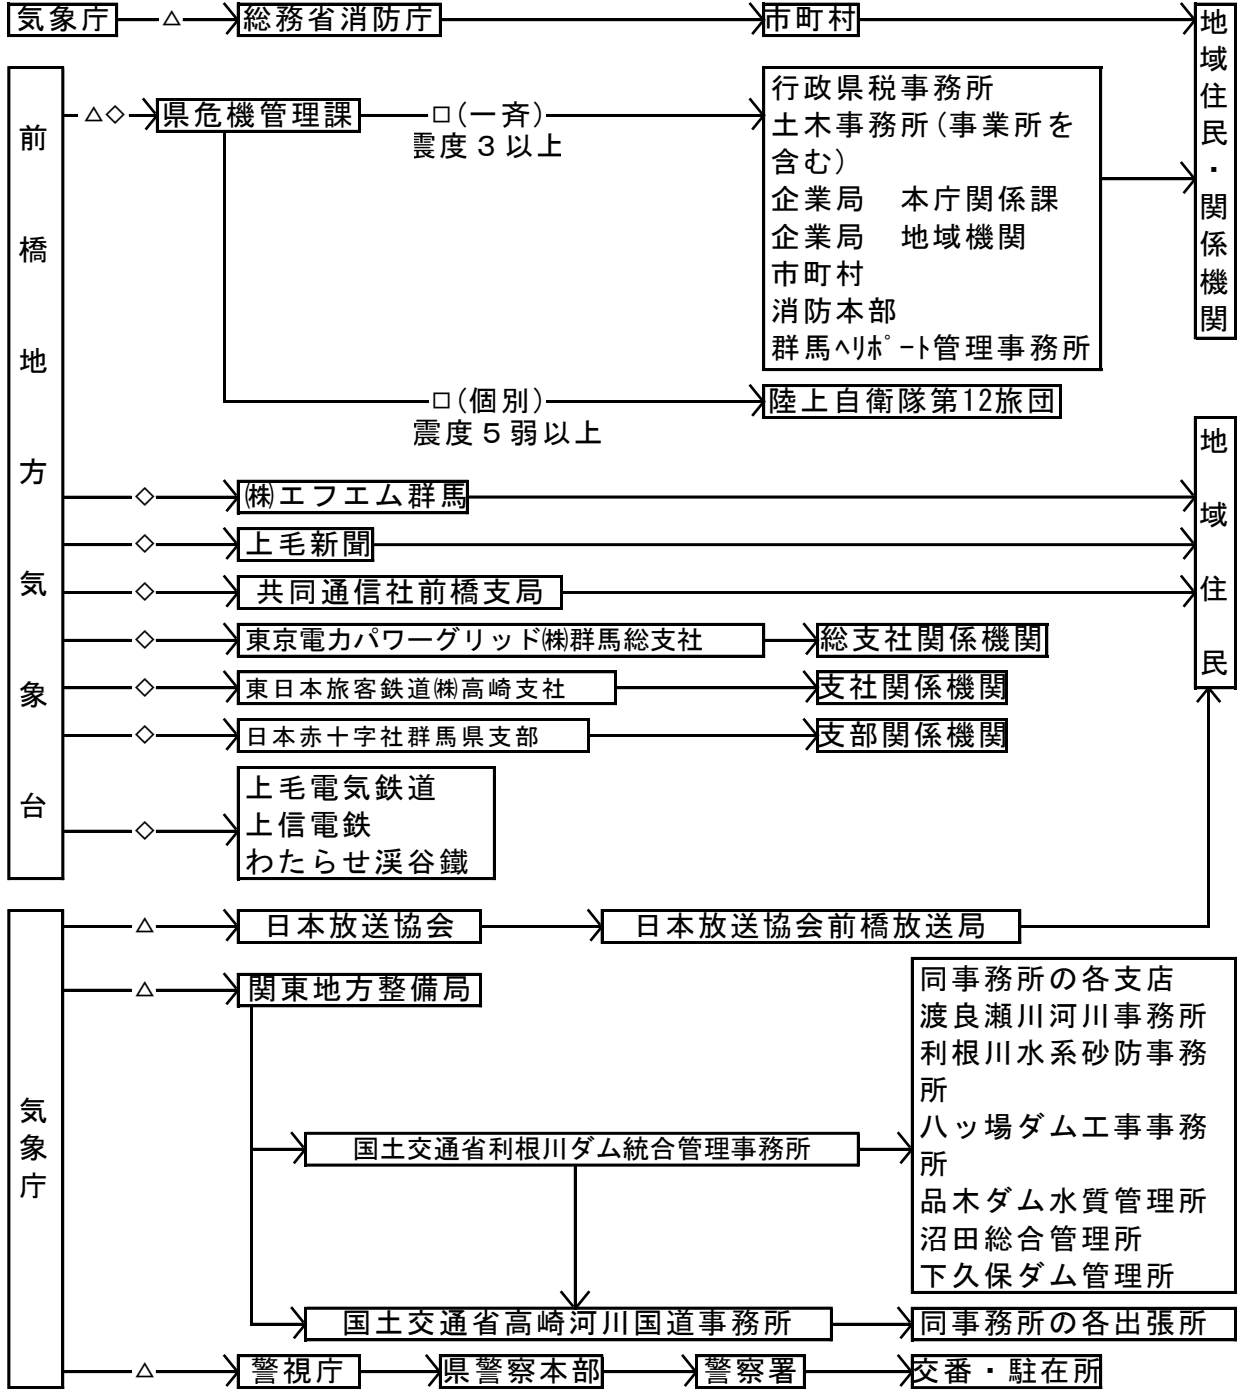 気象庁
△
総務省消防庁
市町村
地域住民・関係機関
前橋地方気象台
△◇
県危機管理課
□(一斉)
震度３以上
行政県税事務所
土木事務所(事業所を
含む)
企業局　本庁関係課
企業局　地域機関
市町村
消防本部
群馬ﾍﾘﾎﾟｰﾄ管理事務所
□(個別)
震度５弱以上
陸上自衛隊第12旅団
地域住民
◇
㈱エフエム群馬
◇
上毛新聞
◇
共同通信社前橋支局
◇
東京電力パワーグリッド㈱群馬総支社
総支社関係機関
◇
東日本旅客鉄道㈱高崎支社
支社関係機関
◇
日本赤十字社群馬県支部
支部関係機関
◇
上毛電気鉄道
上信電鉄
わたらせ渓谷鐵
気象庁
△
日本放送協会
日本放送協会前橋放送局
△
関東地方整備局
同事務所の各支店
渡良瀬川河川事務所
利根川水系砂防事務
所
八ッ場ダム工事事務
所
品木ダム水質管理所
沼田総合管理所
下久保ダム管理所
国土交通省利根川ダム統合管理事務所
国土交通省高崎河川国道事務所
同事務所の各出張所
△
警視庁
県警察本部
警察署
交番・駐在所